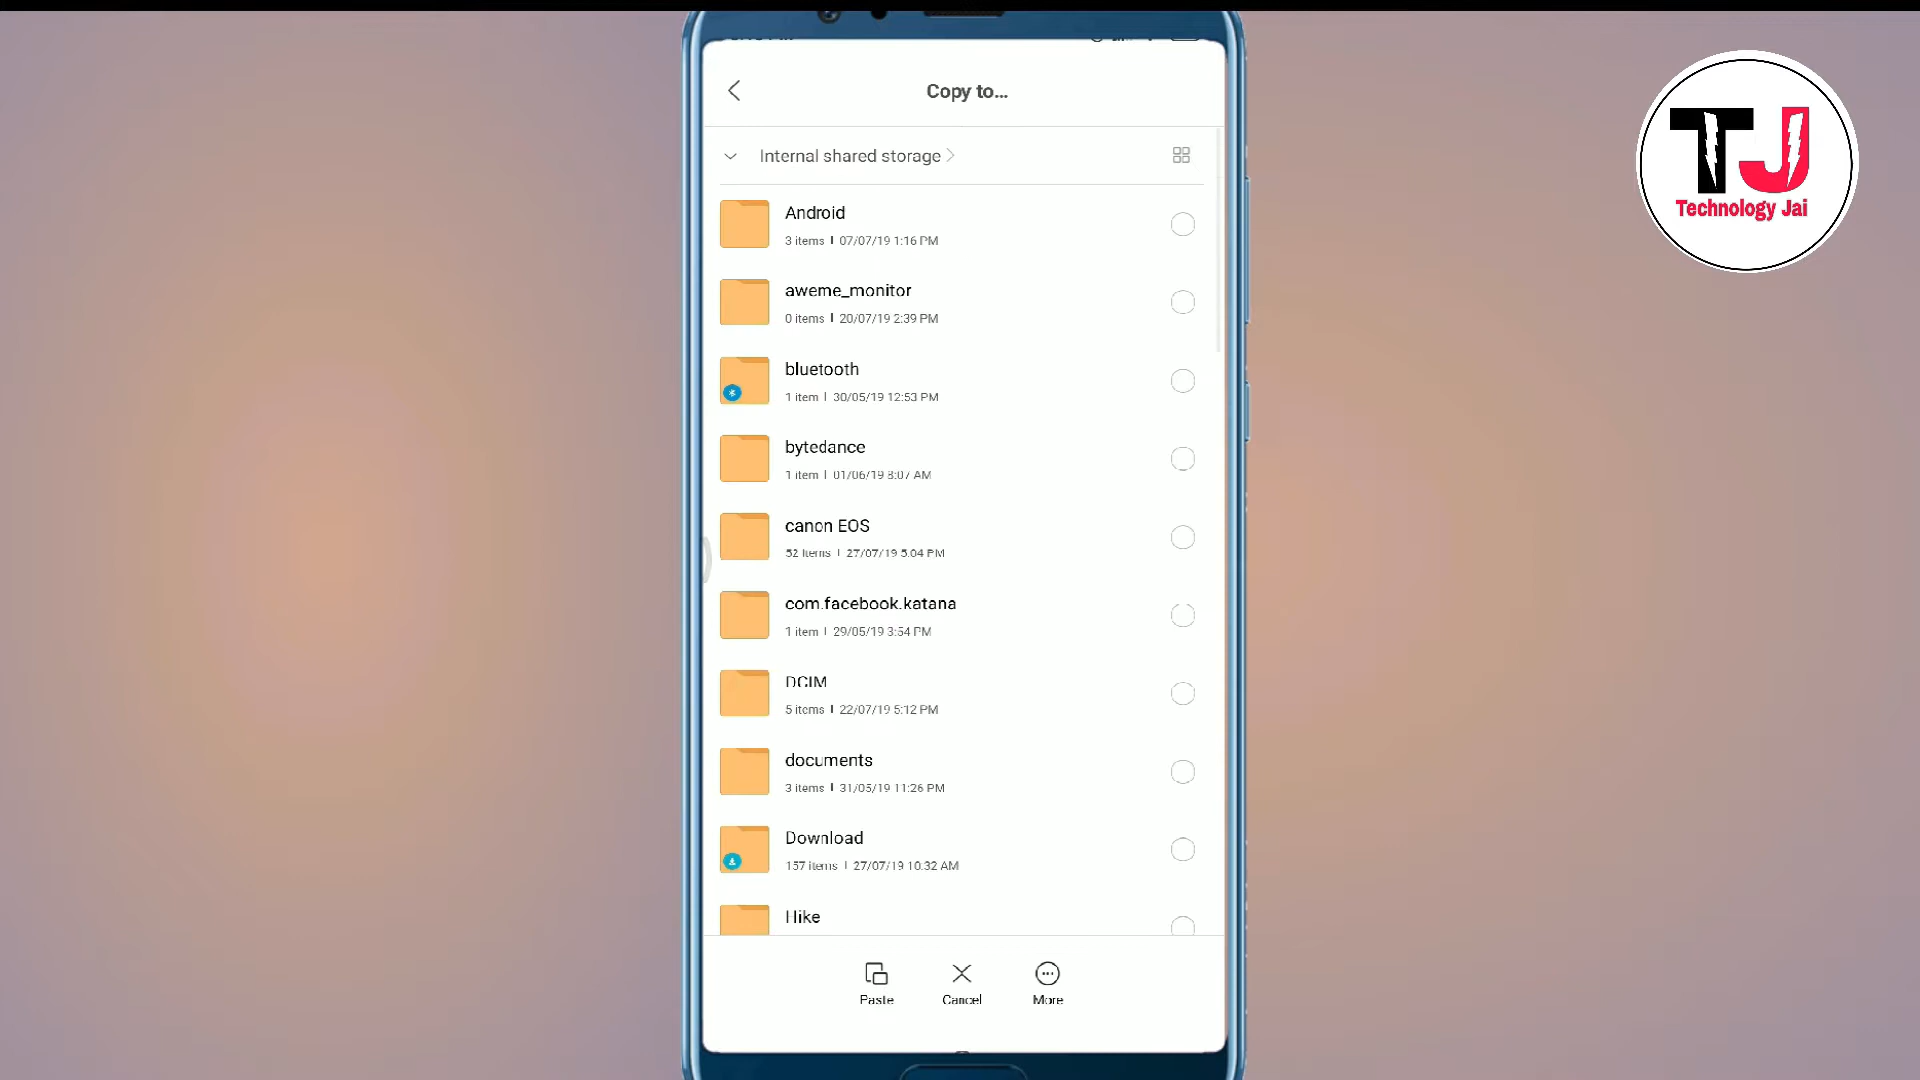 Copy to...
Internal shared storage
Android
3 items | 07/07/19 1:16 PM
aweme_monitor
0 items | 20/07/19 2:39 PM
bluetooth
1 item | 30/05/19 12:53 PM
bytedance
1 item | 01/06/19 8:07 AM
canon EOS
52 items | 27/07/19 5:04 PM
com.facebook.katana
1 item | 29/05/19 3:54 PM
DCIM
5 items | 22/07/19 5:12 PM
documents
3 items | 31/05/19 11:26 PM
Download
157 items | 27/07/19 10:32 AM
Hike
Paste
Cancel
More
TJ
Technology Jai